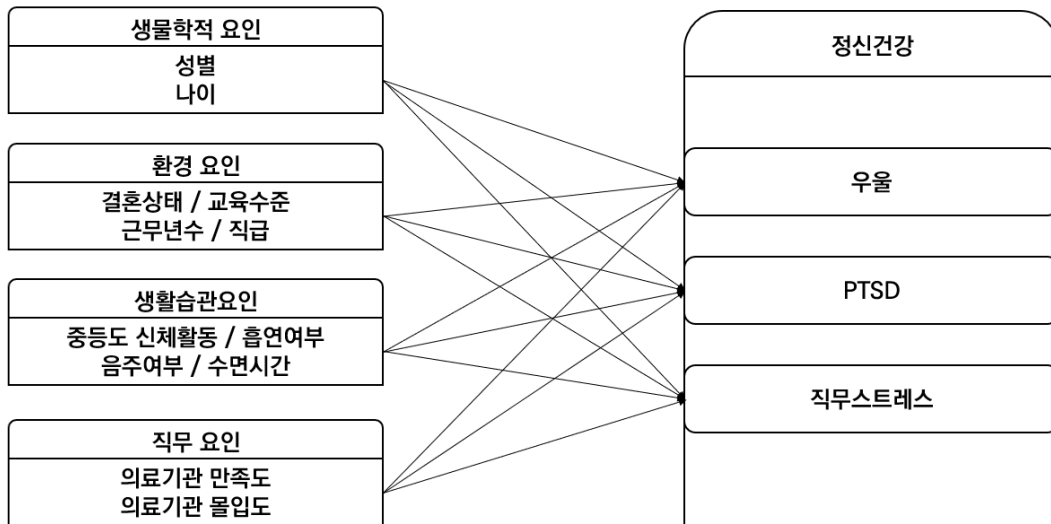 생물학적 요인
성별
나이
환경 요인
결혼상태 / 교육수준
근무년수 / 직급
생활습관요인
중등도 신체활동 / 흡연여부
음주여부 / 수면시간
직무 요인
의료기관 만족도
의료기관 몰입도
정신건강
우울
PTSD
직무스트레스